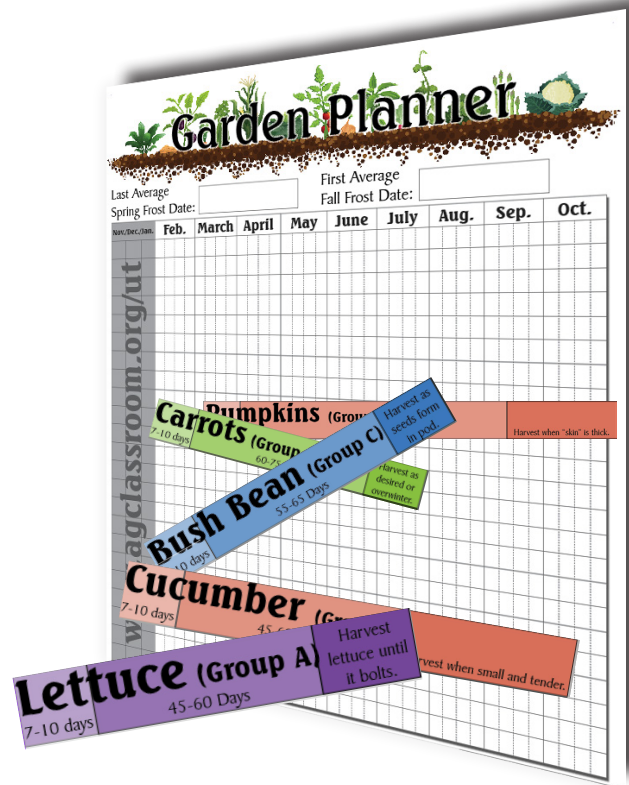 Garden Planner
Last Average
Spring Frost Date:
First Average
Fall Frost Date:
Nov./Dec./Jan. Feb. March April May June July Aug. Sep. Oct.
agclassroom.org/ut
Pumpkins
Harvest when "skin" is thick.
Carrots (Group
7-10 days
Harvest as
desired or
overwinter.
Bush Bean (Group C)
days
55-65 Days
Harvest as
seeds form
in pod.
Cucumber
7-10 days
when small and tender.
Lettuce (Group A)
7-10 days
45-60 Days
Harvest
lettuce until
it bolts.